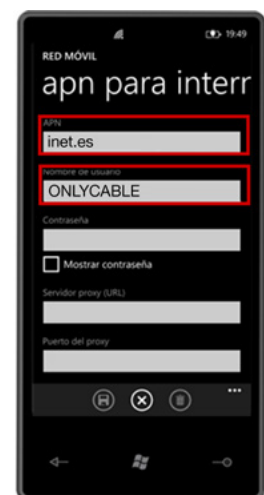 19:49
RED MÓVIL
apn para interr
APN
inet.es
Nombre de usuario
ONLYCABLE
Contraseña
Mostrar contraseña
Servidor proxy (URL)
Puerto del proxy